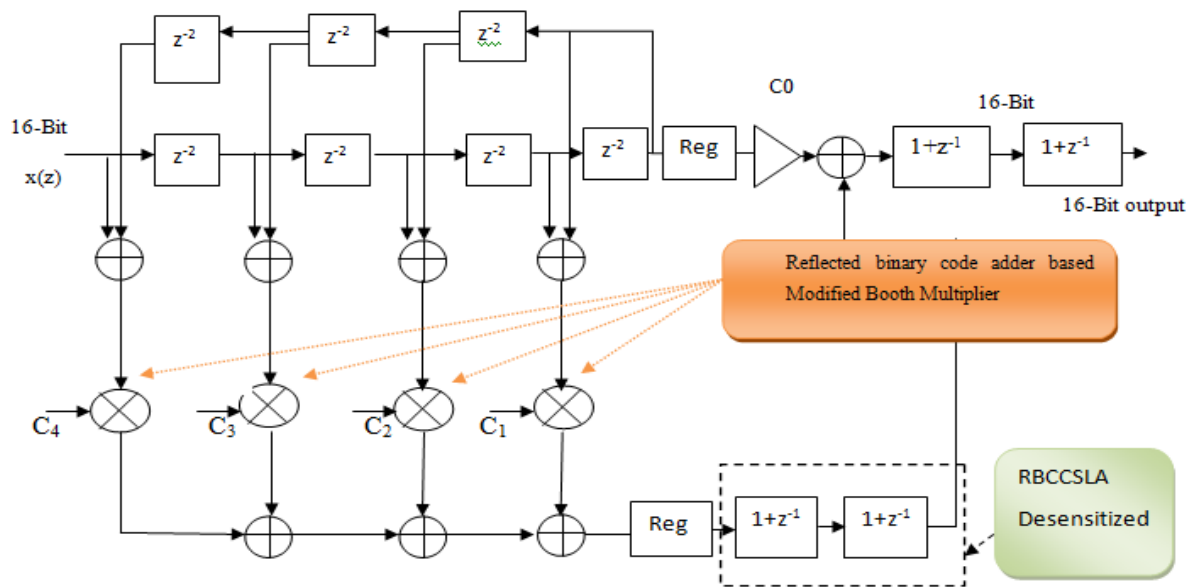 z⁻²
z⁻²
z⁻²
C0
16-Bit
16-Bit
z⁻²
z⁻²
z⁻²
z⁻²
Reg
1+z⁻¹
1+z⁻¹
x(z)
16-Bit output
Reflected binary code adder based
Modified Booth Multiplier
C₄
C₃
C₂
C₁
RBCCSLA
Desensitized
Reg
1+z⁻¹
1+z⁻¹